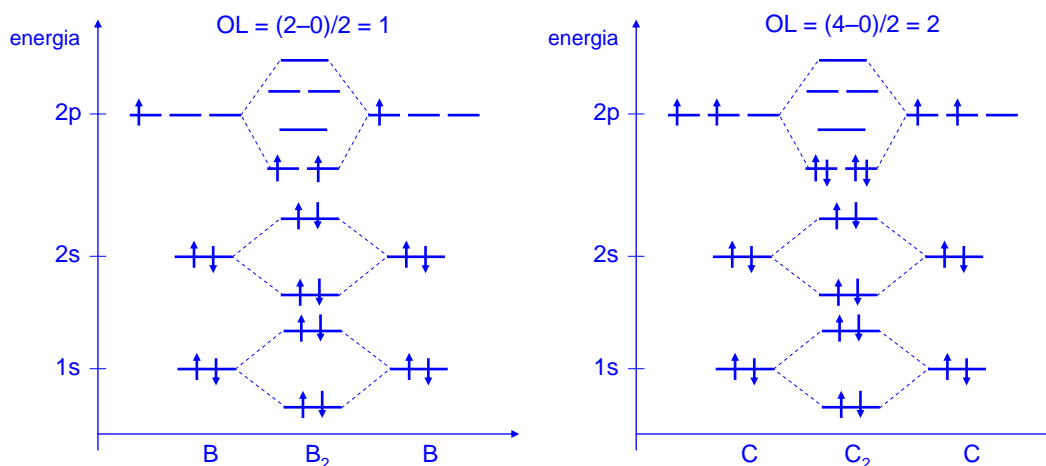 OL = (2–0)/2 = 1
energia
2p
2s
1s
B
B₂
B
OL = (4–0)/2 = 2
energia
2p
2s
1s
C
C₂
C